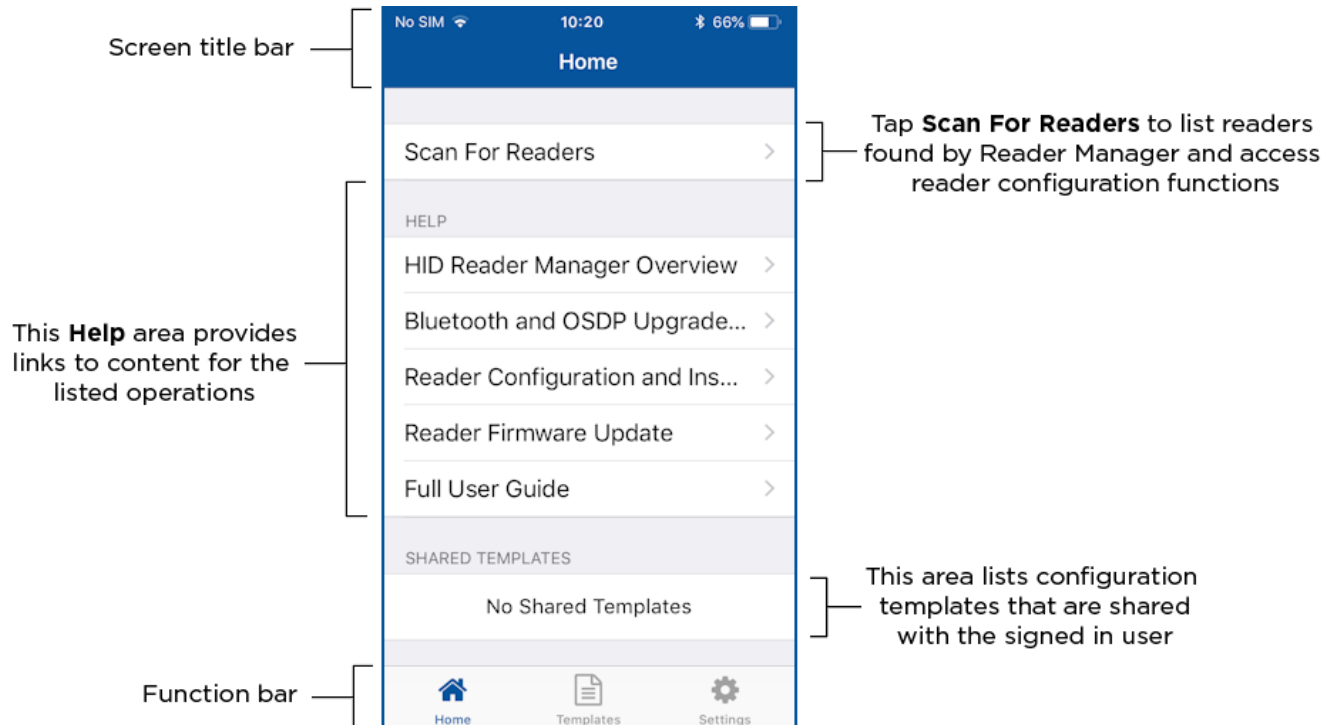 No SIM 10:20 66%
Screen title bar
Home
Scan For Readers
Tap Scan For Readers to list readers
found by Reader Manager and access
reader configuration functions
HELP
HID Reader Manager Overview
Bluetooth and OSDP Upgrade...
Reader Configuration and Ins...
Reader Firmware Update
Full User Guide
This Help area provides
links to content for the
listed operations
SHARED TEMPLATES
No Shared Templates
This area lists configuration
templates that are shared
with the signed in user
Function bar
Home Templates Settings